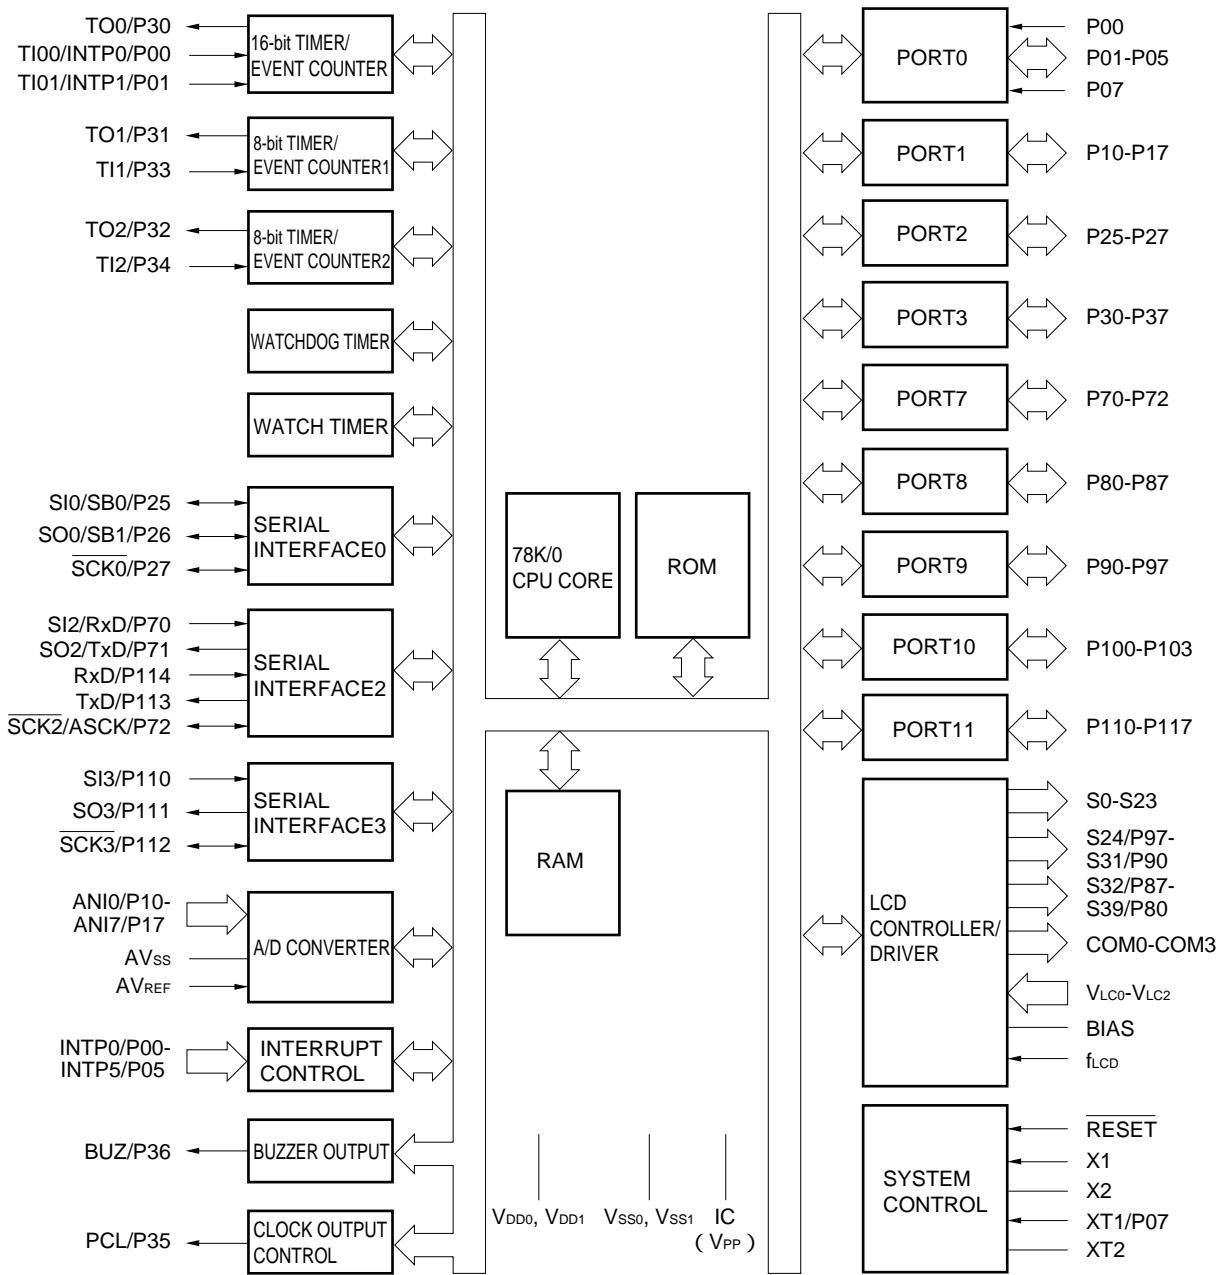 TO0/P30
TI00/INTP0/P00
TI01/INTP1/P01
16-bit TIMER/
EVENT COUNTER
TO1/P31
TI1/P33
8-bit TIMER/
EVENT COUNTER1
TO2/P32
TI2/P34
8-bit TIMER/
EVENT COUNTER2
WATCHDOG TIMER
WATCH TIMER
SI0/SB0/P25
SO0/SB1/P26
SCK0/P27
SERIAL
INTERFACE0
SI2/RxD/P70
SO2/TxD/P71
RxD/P114
TxD/P113
SCK2/ASCK/P72
SERIAL
INTERFACE2
SI3/P110
SO3/P111
SCK3/P112
SERIAL
INTERFACE3
ANI0/P10-
ANI7/P17
AVSS
AVREF
A/D CONVERTER
INTP0/P00-
INTP5/P05
INTERRUPT
CONTROL
BUZ/P36
BUZZER OUTPUT
PCL/P35
CLOCK OUTPUT
CONTROL
78K/0
CPU CORE
ROM
RAM
VDD0, VDD1
VSS0, VSS1
IC
(VPP)
PORT0
P00
P01-P05
P07
PORT1
P10-P17
PORT2
P25-P27
PORT3
P30-P37
PORT7
P70-P72
PORT8
P80-P87
PORT9
P90-P97
PORT10
P100-P103
PORT11
P110-P117
LCD
CONTROLLER/
DRIVER
S0-S23
S24/P97-
S31/P90
S32/P87-
S39/P80
COM0-COM3
VLC0-VLC2
BIAS
fLCD
SYSTEM
CONTROL
RESET
X1
X2
XT1/P07
XT2